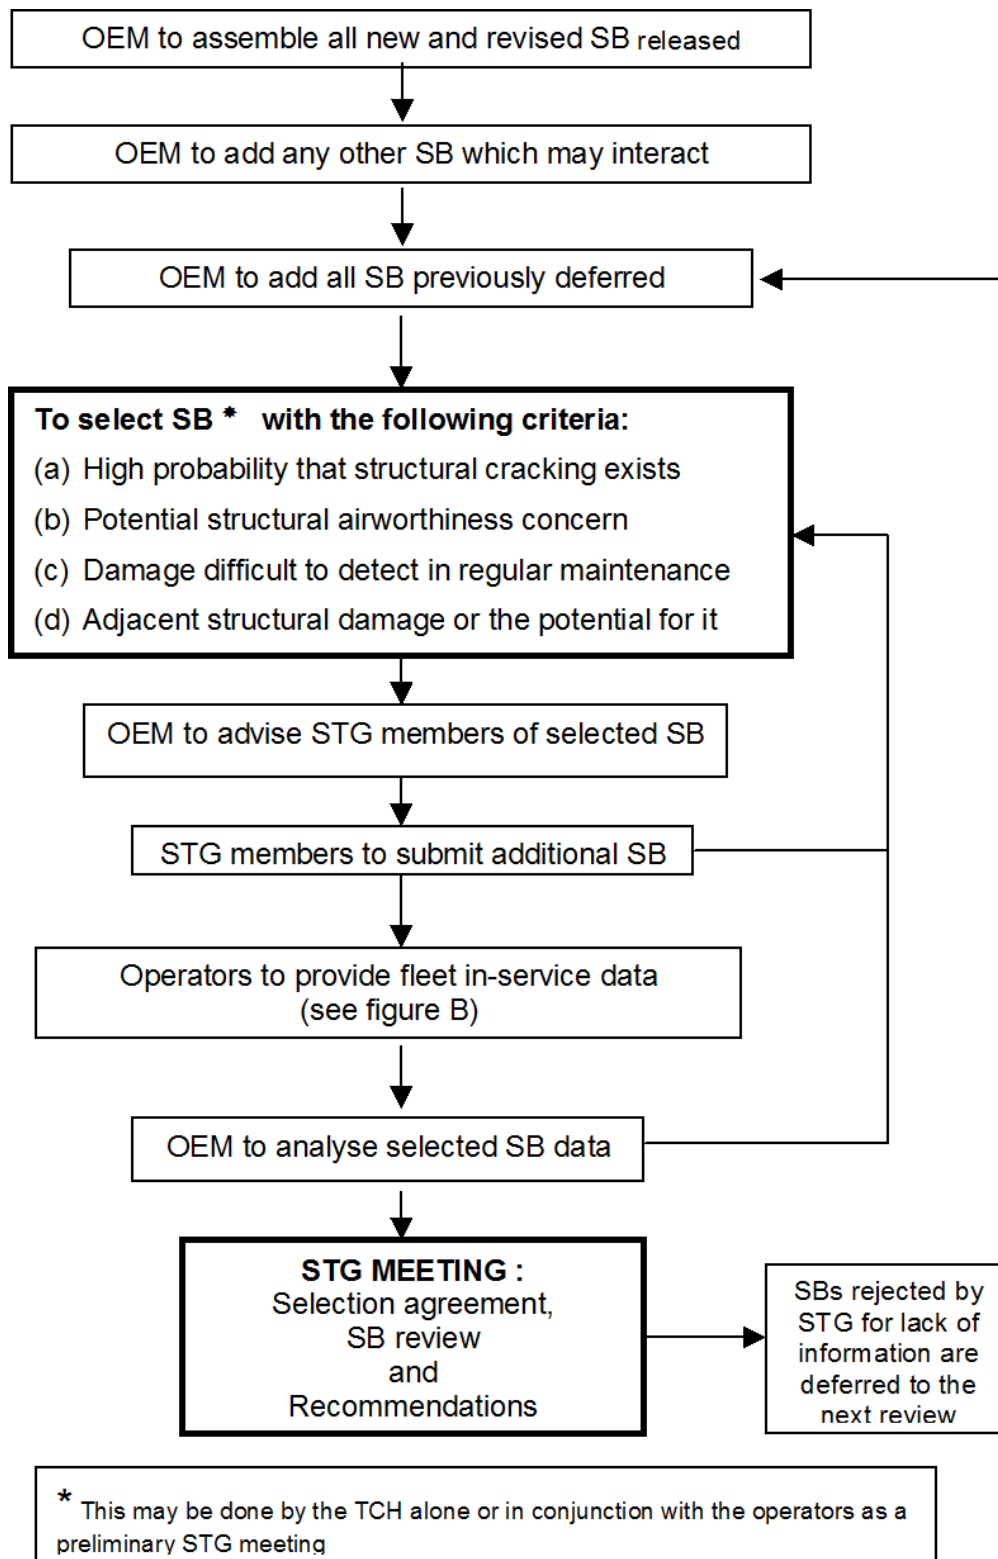 OEM to assemble all new and revised SB released
OEM to add any other SB which may interact
OEM to add all SB previously deferred
To select SB * with the following criteria:
(a) High probability that structural cracking exists
(b) Potential structural airworthiness concern
(c) Damage difficult to detect in regular maintenance
(d) Adjacent structural damage or the potential for it
OEM to advise STG members of selected SB
STG members to submit additional SB
Operators to provide fleet in-service data
(see figure B)
OEM to analyse selected SB data
STG MEETING :
Selection agreement,
SB review
and
Recommendations
SBs rejected by
STG for lack of
information are
deferred to the
next review
* This may be done by the TCH alone or in conjunction with the operators as a
preliminary STG meeting